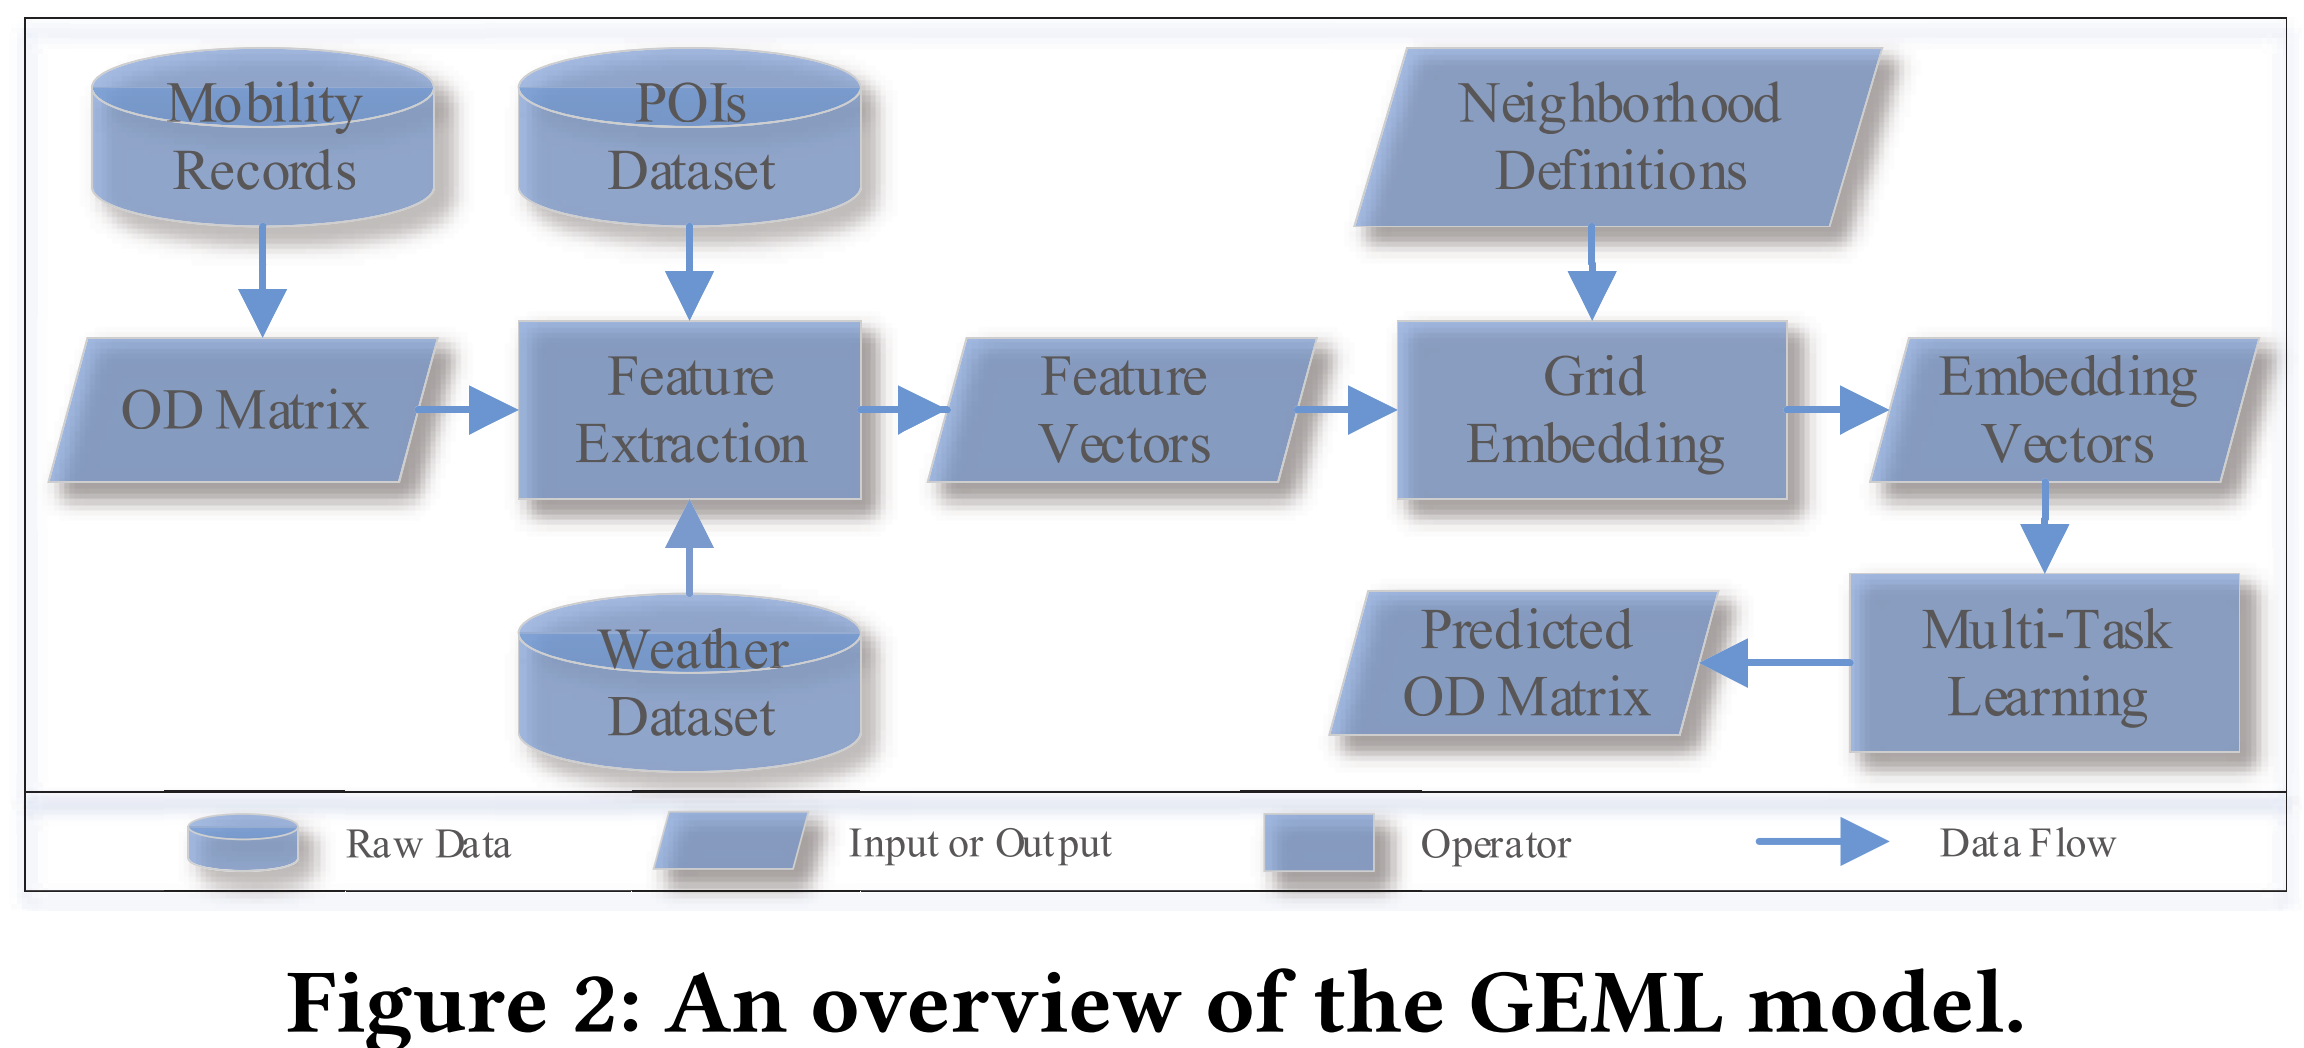 Mobility
Records
POIs
Dataset
Neighborhood
Definitions
OD Matrix
Feature
Extraction
Feature
Vectors
Grid
Embedding
Embedding
Vectors
Weather
Dataset
Predicted
OD Matrix
Multi-Task
Learning
Raw Data
Input or Output
Operator
Data Flow
Figure 2: An overview of the GEML model.